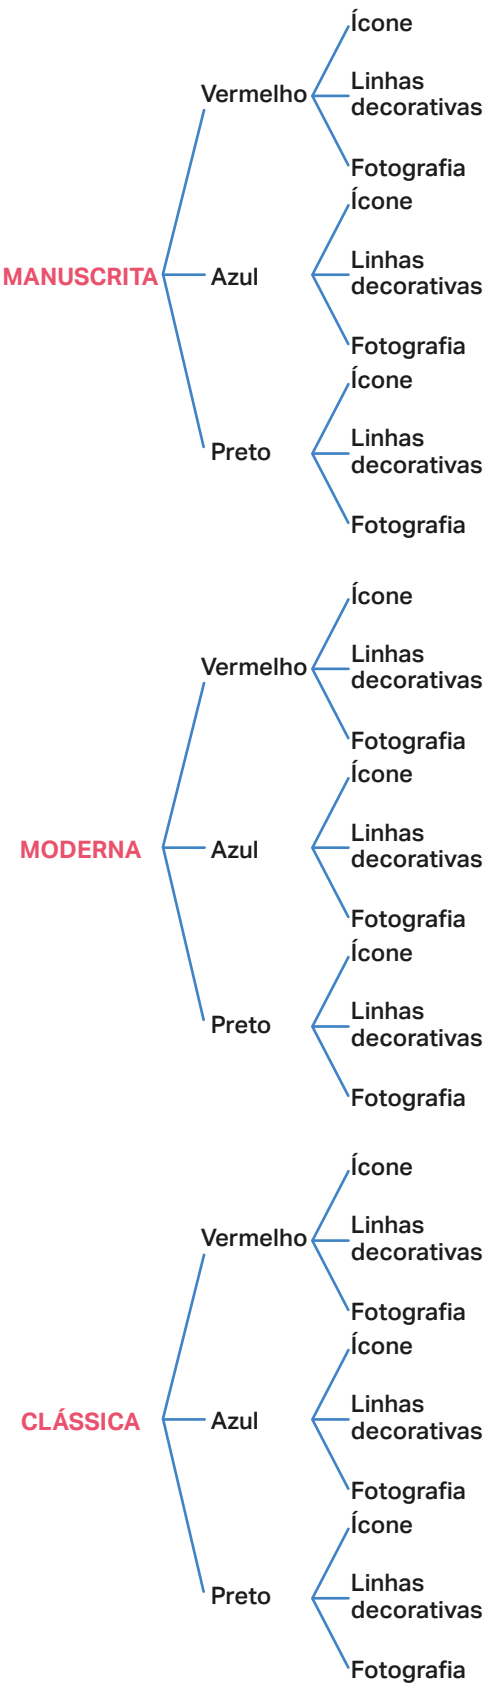 Ícone
Vermelho
Linhas
decorativas
Fotografia
Ícone
MANUSCRITA
Azul
Linhas
decorativas
Fotografia
Ícone
Preto
Linhas
decorativas
Fotografia
Ícone
Vermelho
Linhas
decorativas
Fotografia
Ícone
MODERNA
Azul
Linhas
decorativas
Fotografia
Ícone
Preto
Linhas
decorativas
Fotografia
Ícone
Vermelho
Linhas
decorativas
Fotografia
Ícone
CLÁSSICA
Azul
Linhas
decorativas
Fotografia
Ícone
Preto
Linhas
decorativas
Fotografia